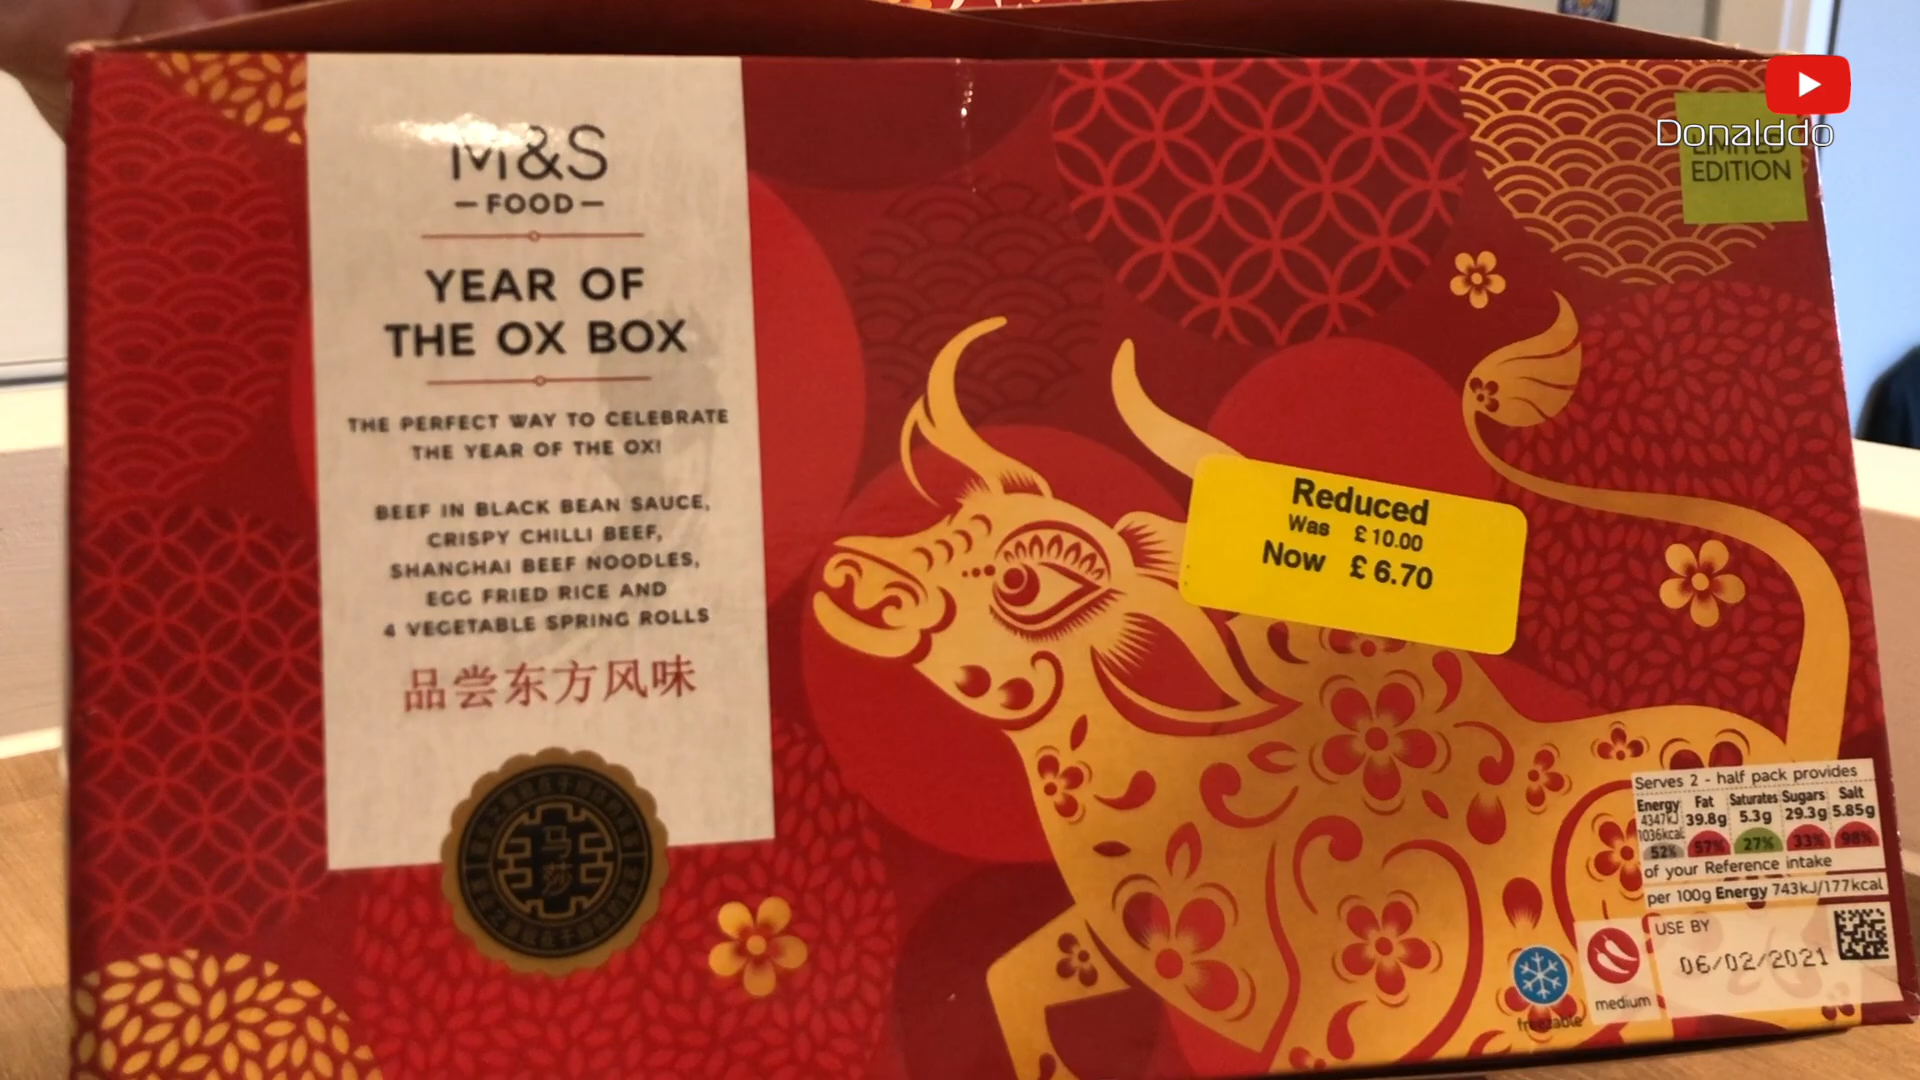 M&S
FOOD
YEAR OF
THE OX BOX
THE PERFECT WAY TO CELEBRATE
THE YEAR OF THE OX!
BEEF IN BLACK BEAN SAUCE,
CRISPY CHILLI BEEF,
SHANGHAI BEEF NOODLES,
EGG FRIED RICE AND
4 VEGETABLE SPRING ROLLS
品尝东方风味
马
莎
Donalddo
LIMITED
EDITION
Reduced
Was £10.00
Now £6.70
Serves 2 - half pack provides
Energy Fat Saturates Sugars Salt
4347kJ 39.8g 5.3g 29.3g 5.85g
1036kcal
52% 57% 27% 33% 98%
of your Reference intake
per 100g Energy 743kJ/177kcal
USE BY
06/02/2021
medium
freezable